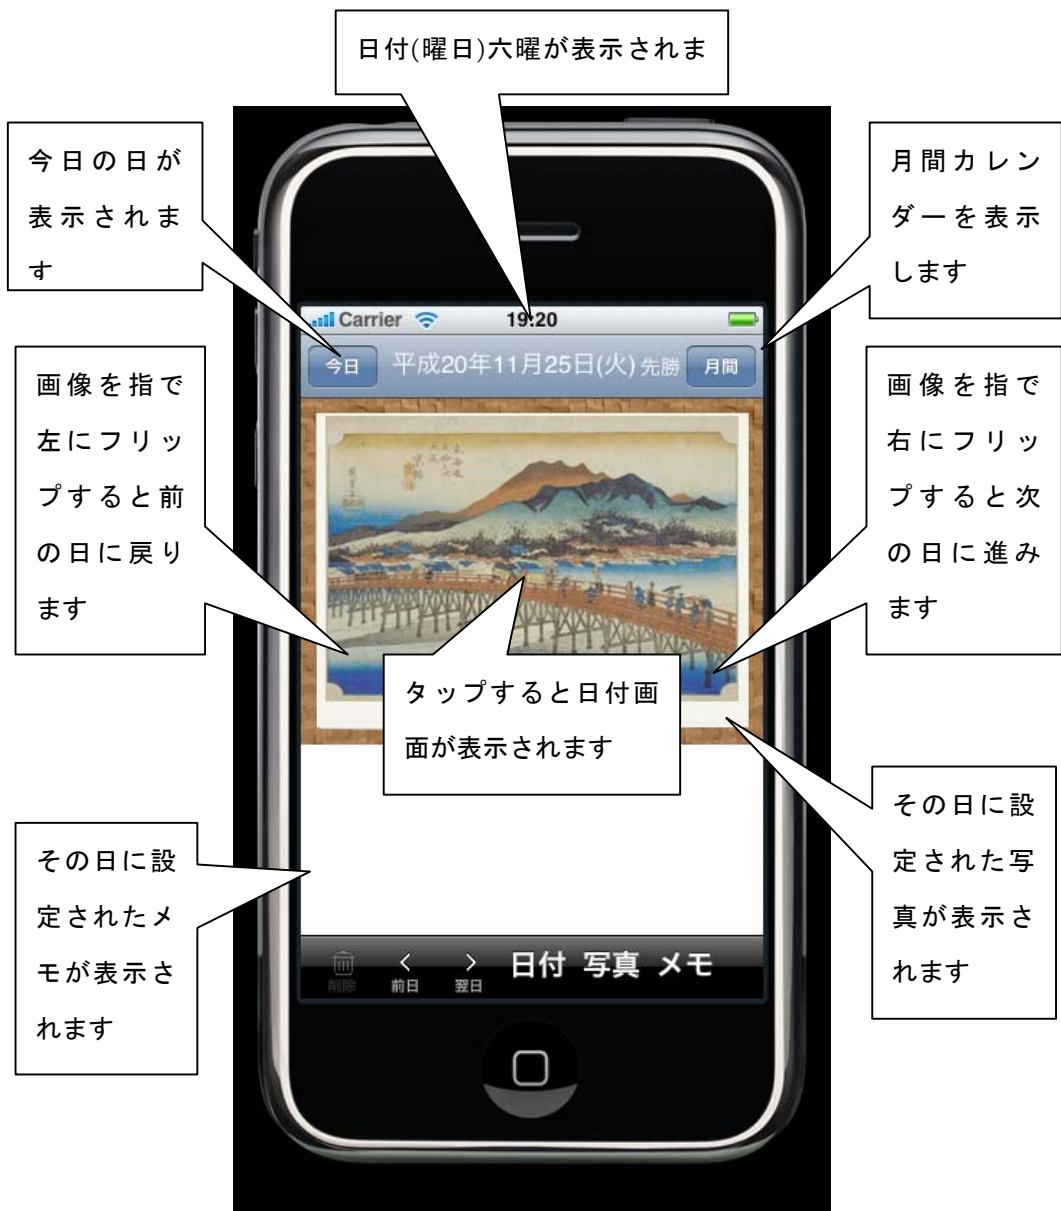 日付(曜日)六曜が表示されま
今日の日が
表示されま
す
月間カレン
ダーを表示
します
Carrier
19:20
今日
平成20年11月25日(火) 先勝
月間
画像を指で
左にフリッ
プすると前
の日に戻り
ます
画像を指で
右にフリッ
プすると次
の日に進み
ます
タップすると日付画
面が表示されます
その日に設
定されたメ
モが表示さ
れます
その日に設
定された写
真が表示さ
れます
削除
前日
翌日
日付 写真 メモ